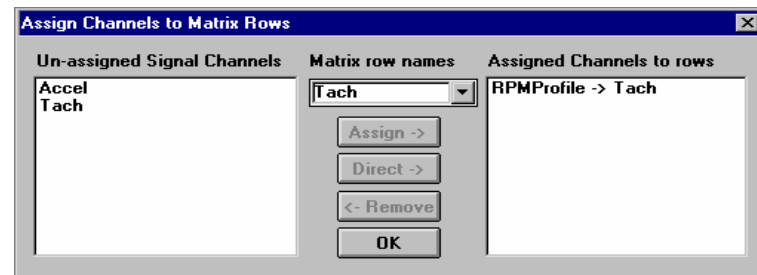 Assign Channels to Matrix Rows
Un-assigned Signal Channels
Accel
Tach
Matrix row names
Tach
Assign ->
Direct ->
<- Remove
OK
Assigned Channels to rows
RPMProfile -> Tach